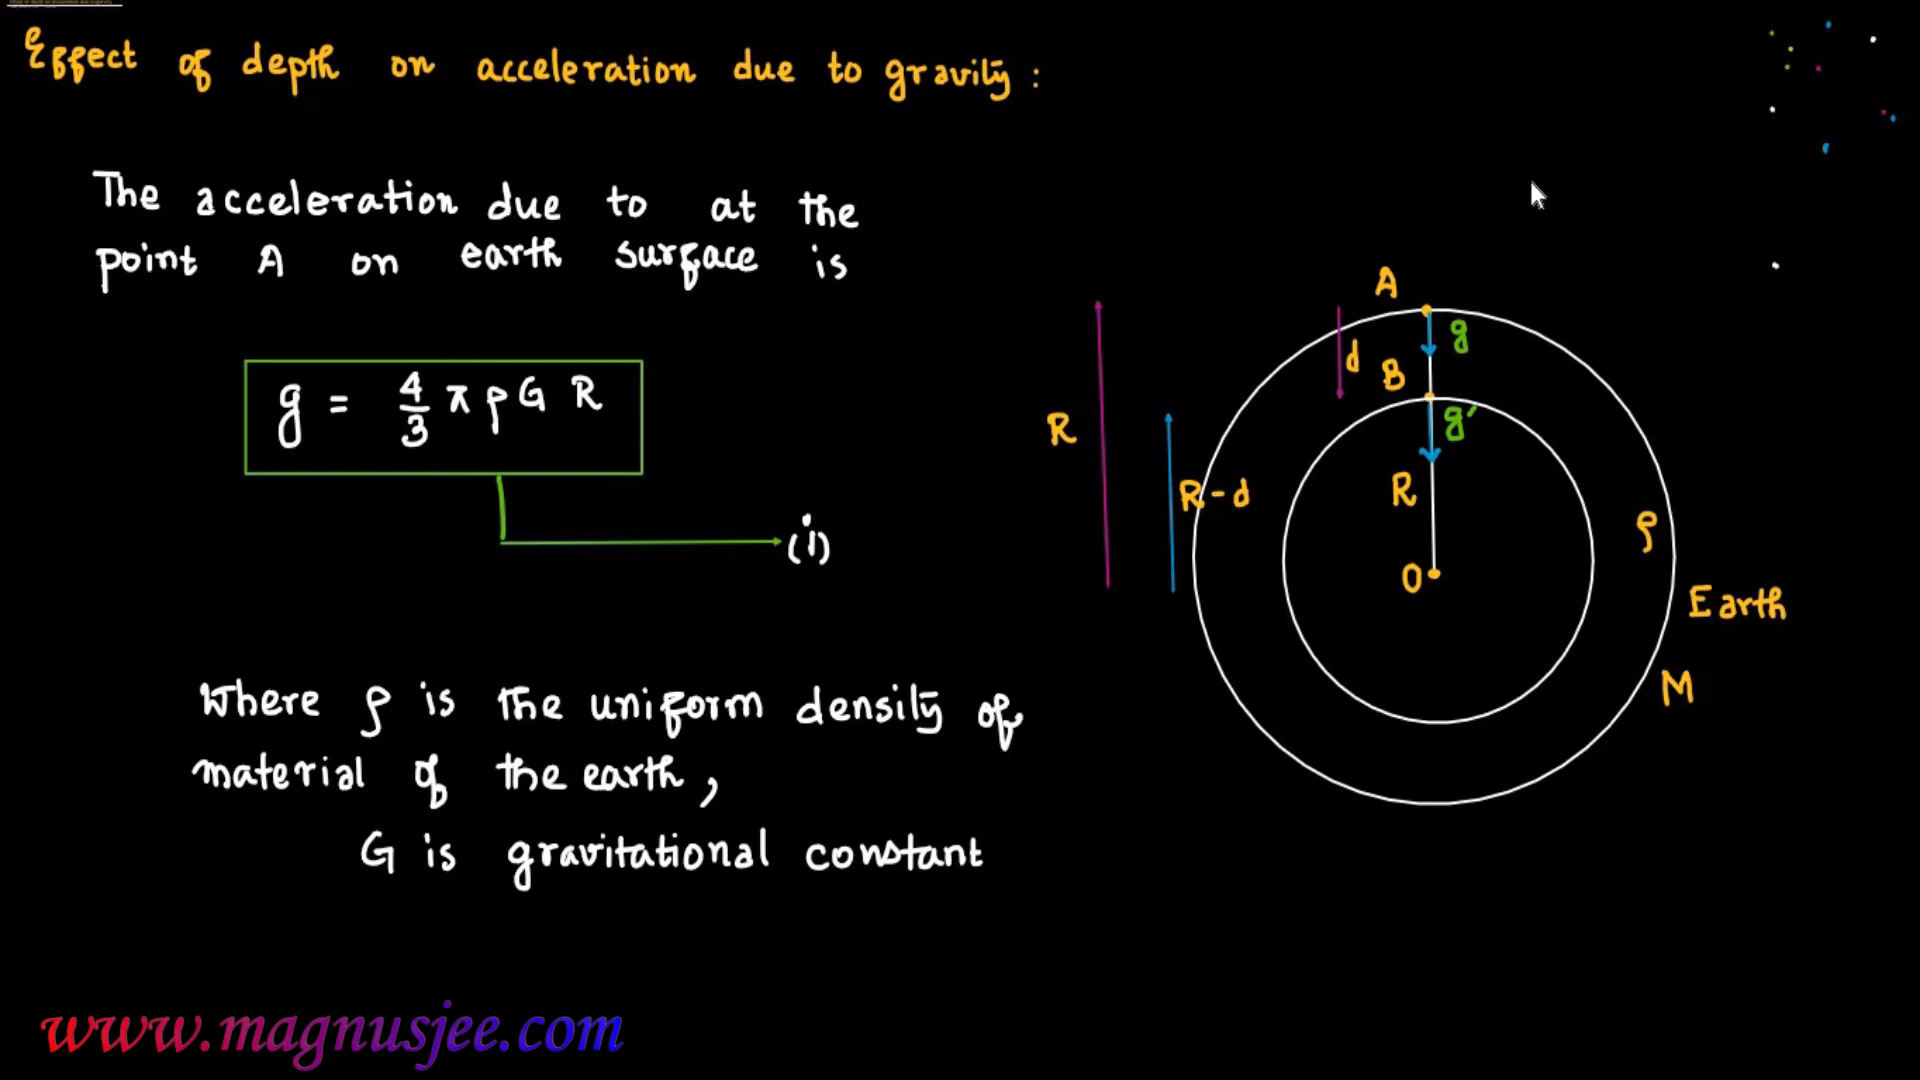 Effect of depth on acceleration due to gravity :
The acceleration due to at the
point A on earth surface is
g = 4/3 π ρ G R
(i)
Where ρ is the uniform density of
material of the earth,
G is gravitational constant
A
g
d
B
g′
R
R-d
R
ρ
O
Earth
M
www.magnusjee.com